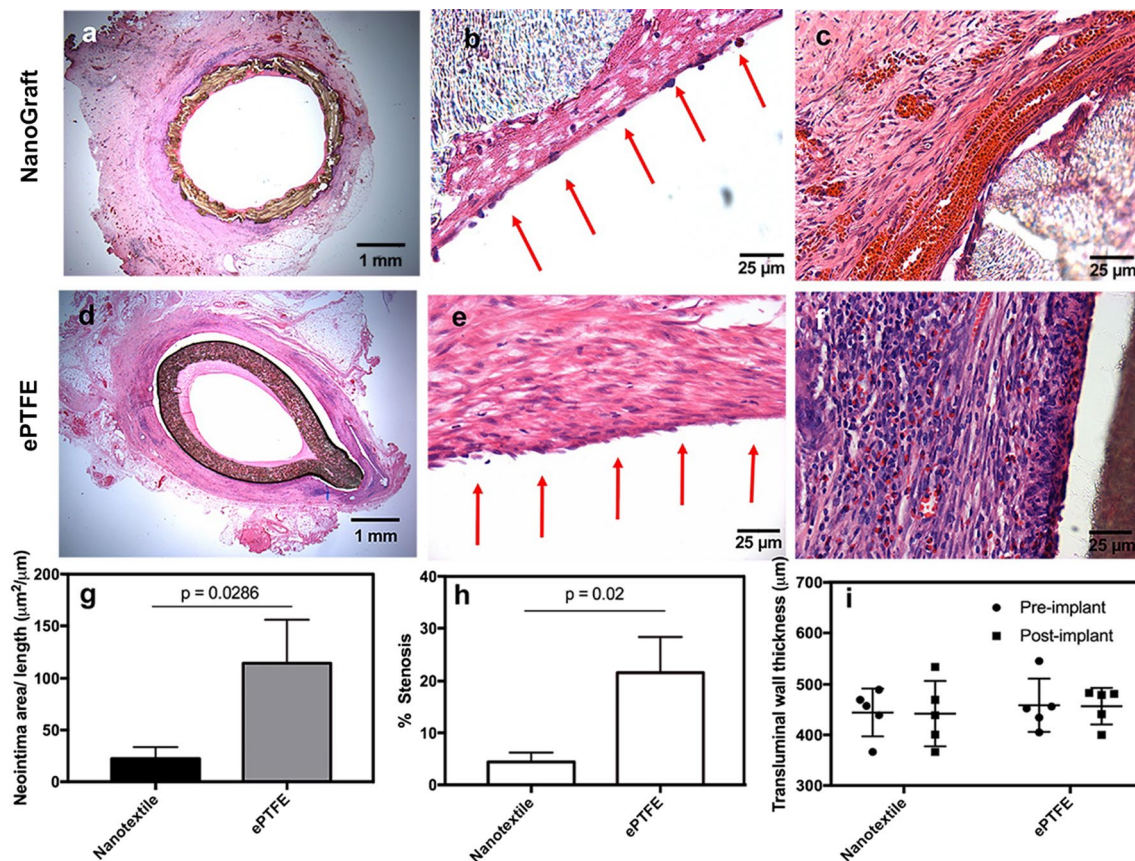 NanoGraft
a
1 mm
b
25 µm
c
25 µm
ePTFE
d
1 mm
e
25 µm
f
25 µm
g
p = 0.0286
Neointima area/ length (µm²/µm)
200
150
100
50
0
Nanotextile
ePTFE
h
p = 0.02
% Stenosis
40
30
20
10
0
Nanotextile
ePTFE
i
Pre-implant
Post-implant
Transluminal wall thickness (µm)
700
600
500
400
300
Nanotextile
ePTFE